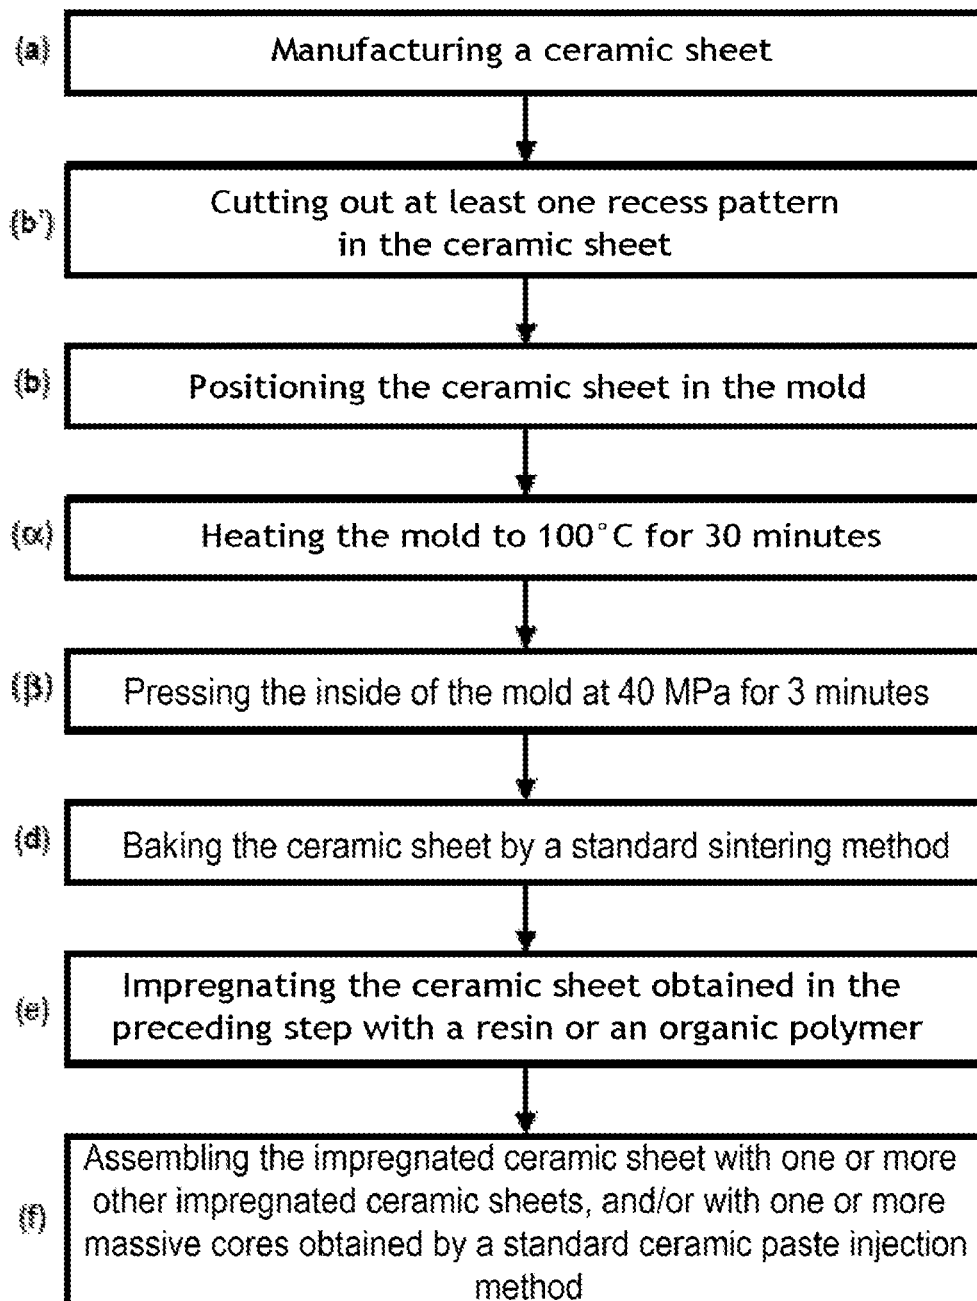 (a)
Manufacturing a ceramic sheet
(b')
Cutting out at least one recess pattern
in the ceramic sheet
(b)
Positioning the ceramic sheet in the mold
(α)
Heating the mold to 100°C for 30 minutes
(β)
Pressing the inside of the mold at 40 MPa for 3 minutes
(d)
Baking the ceramic sheet by a standard sintering method
(e)
Impregnating the ceramic sheet obtained in the
preceding step with a resin or an organic polymer
(f)
Assembling the impregnated ceramic sheet with one or more
other impregnated ceramic sheets, and/or with one or more
massive cores obtained by a standard ceramic paste injection
method